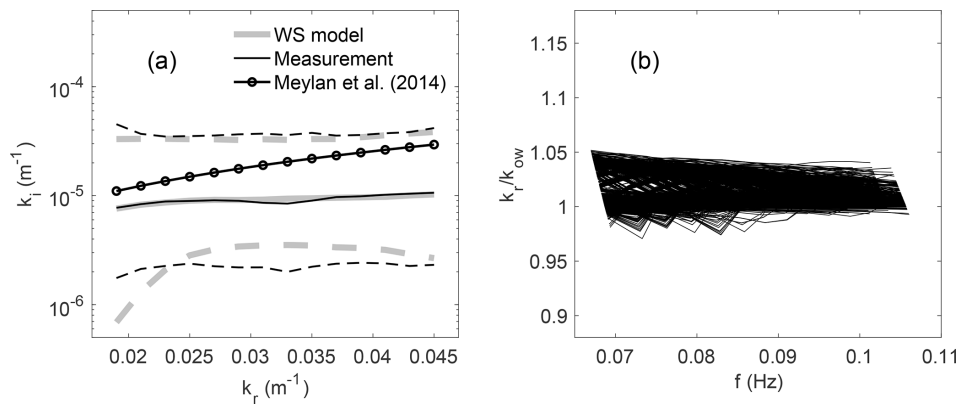 (a)
WS model
Measurement
Meylan et al. (2014)
10^-4
10^-5
10^-6
k_i (m^-1)
0.02 0.025 0.03 0.035 0.04 0.045
k_r (m^-1)
(b)
1.15
1.1
1.05
1
0.95
0.9
k_r/k_ow
0.07 0.08 0.09 0.1 0.11
f (Hz)